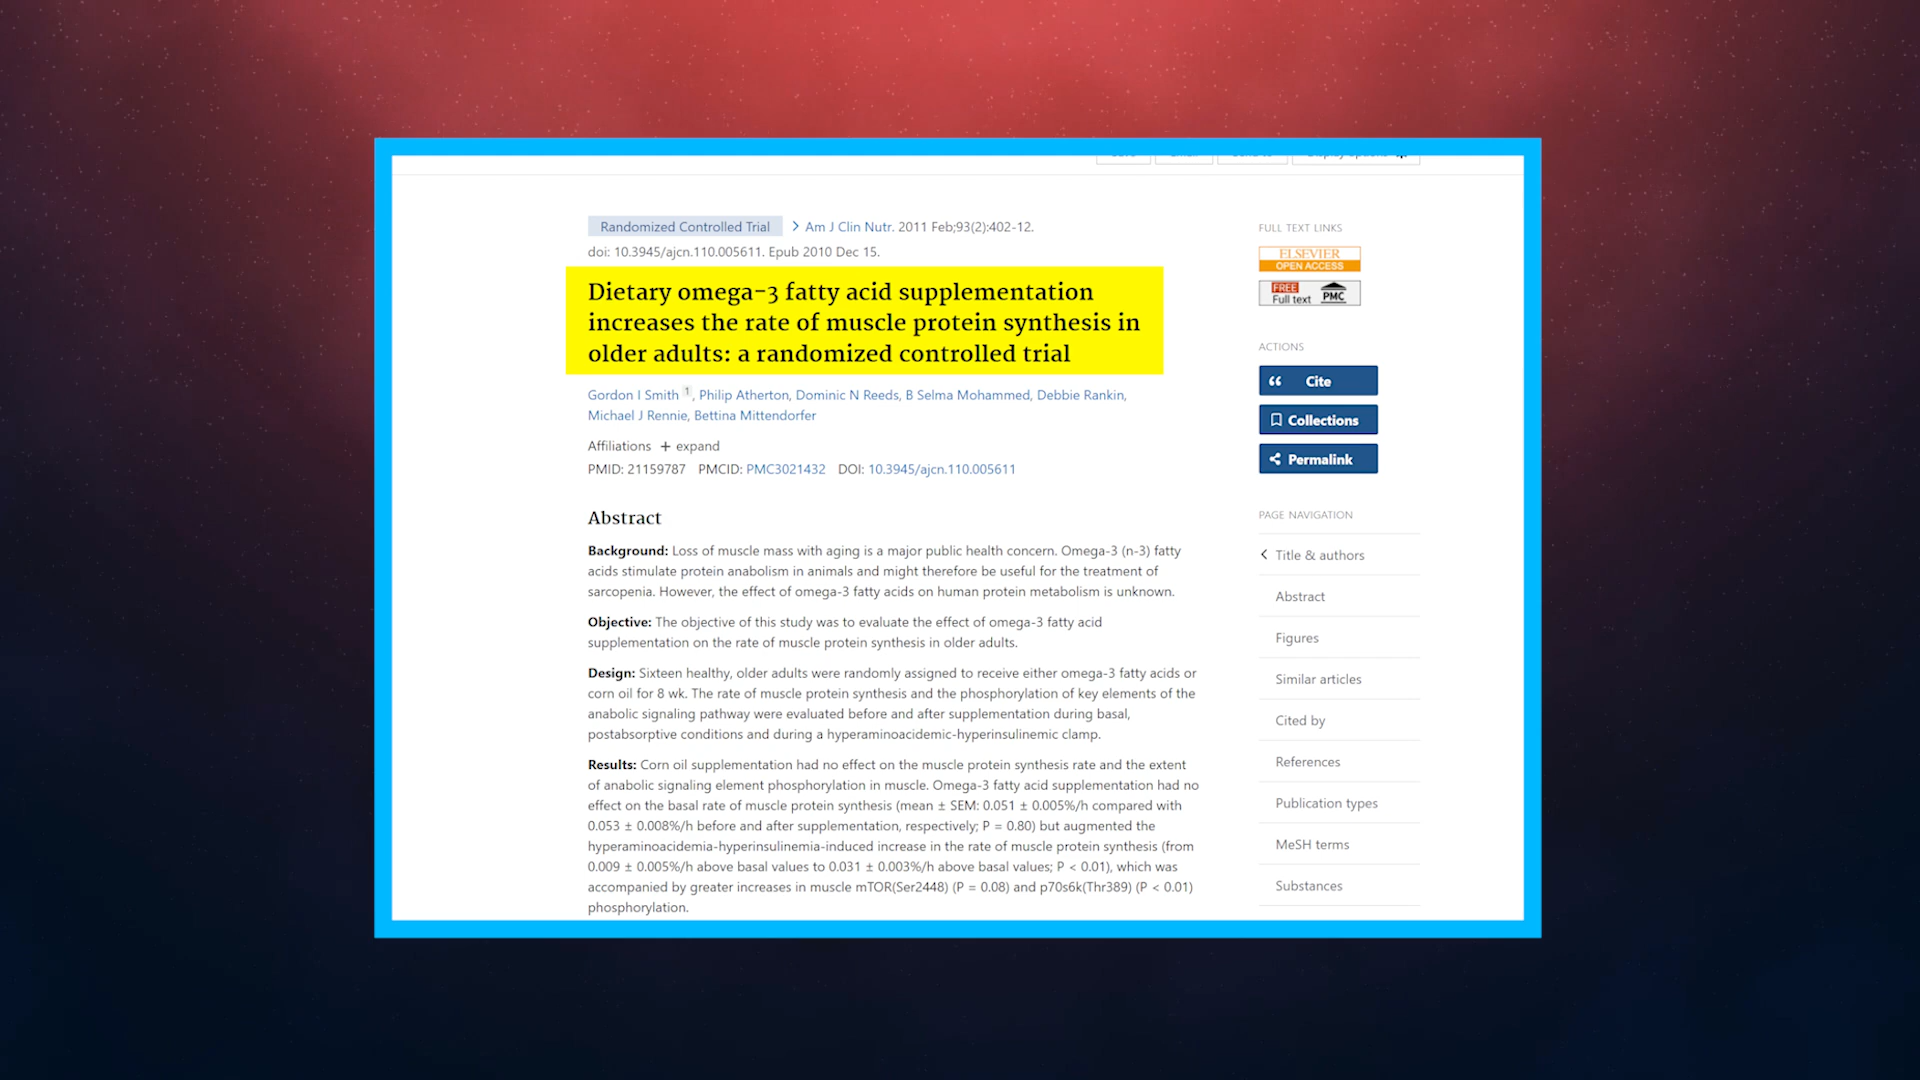 Randomized Controlled Trial > Am J Clin Nutr. 2011 Feb;93(2):402-12.
doi: 10.3945/ajcn.110.005611. Epub 2010 Dec 15.
Dietary omega-3 fatty acid supplementation
increases the rate of muscle protein synthesis in
older adults: a randomized controlled trial
Gordon I Smith 1, Philip Atherton, Dominic N Reeds, B Selma Mohammed, Debbie Rankin,
Michael J Rennie, Bettina Mittendorfer
Affiliations + expand
PMID: 21159787 PMCID: PMC3021432 DOI: 10.3945/ajcn.110.005611
Abstract
Background: Loss of muscle mass with aging is a major public health concern. Omega-3 (n-3) fatty
acids stimulate protein anabolism in animals and might therefore be useful for the treatment of
sarcopenia. However, the effect of omega-3 fatty acids on human protein metabolism is unknown.
Objective: The objective of this study was to evaluate the effect of omega-3 fatty acid
supplementation on the rate of muscle protein synthesis in older adults.
Design: Sixteen healthy, older adults were randomly assigned to receive either omega-3 fatty acids or
corn oil for 8 wk. The rate of muscle protein synthesis and the phosphorylation of key elements of the
anabolic signaling pathway were evaluated before and after supplementation during basal,
postabsorptive conditions and during a hyperaminoacidemic-hyperinsulinemic clamp.
Results: Corn oil supplementation had no effect on the muscle protein synthesis rate and the extent
of anabolic signaling element phosphorylation in muscle. Omega-3 fatty acid supplementation had no
effect on the basal rate of muscle protein synthesis (mean ± SEM: 0.051 ± 0.005%/h compared with
0.053 ± 0.008%/h before and after supplementation, respectively; P = 0.80) but augmented the
hyperaminoacidemia-hyperinsulinemia-induced increase in the rate of muscle protein synthesis (from
0.009 ± 0.005%/h above basal values to 0.031 ± 0.003%/h above basal values; P < 0.01), which was
accompanied by greater increases in muscle mTOR(Ser2448) (P = 0.08) and p70s6k(Thr389) (P < 0.01)
phosphorylation.
FULL TEXT LINKS
ELSEVIER
OPEN ACCESS
FREE
Full text PMC
ACTIONS
Cite
Collections
Permalink
PAGE NAVIGATION
Title & authors
Abstract
Figures
Similar articles
Cited by
References
Publication types
MeSH terms
Substances